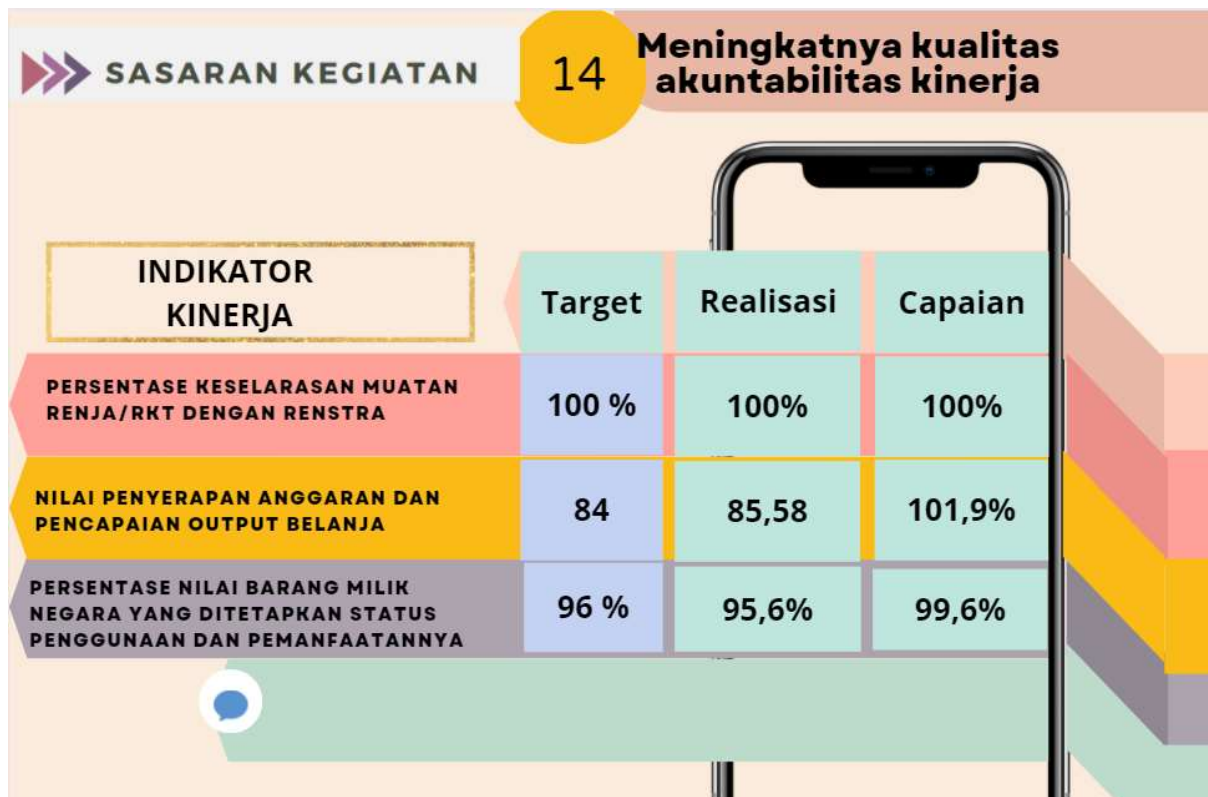 SASARAN KEGIATAN
14
Meningkatnya kualitas
akuntabilitas kinerja
INDIKATOR
KINERJA
Target
Realisasi
Capaian
PERSENTASE KESELARASAN MUATAN
RENJA/RKT DENGAN RENSTRA
100 %
100%
100%
NILAI PENYERAPAN ANGGARAN DAN
PENCAPAIAN OUTPUT BELANJA
84
85,58
101,9%
PERSENTASE NILAI BARANG MILIK
NEGARA YANG DITETAPKAN STATUS
PENGGUNAAN DAN PEMANFAATANNYA
96 %
95,6%
99,6%